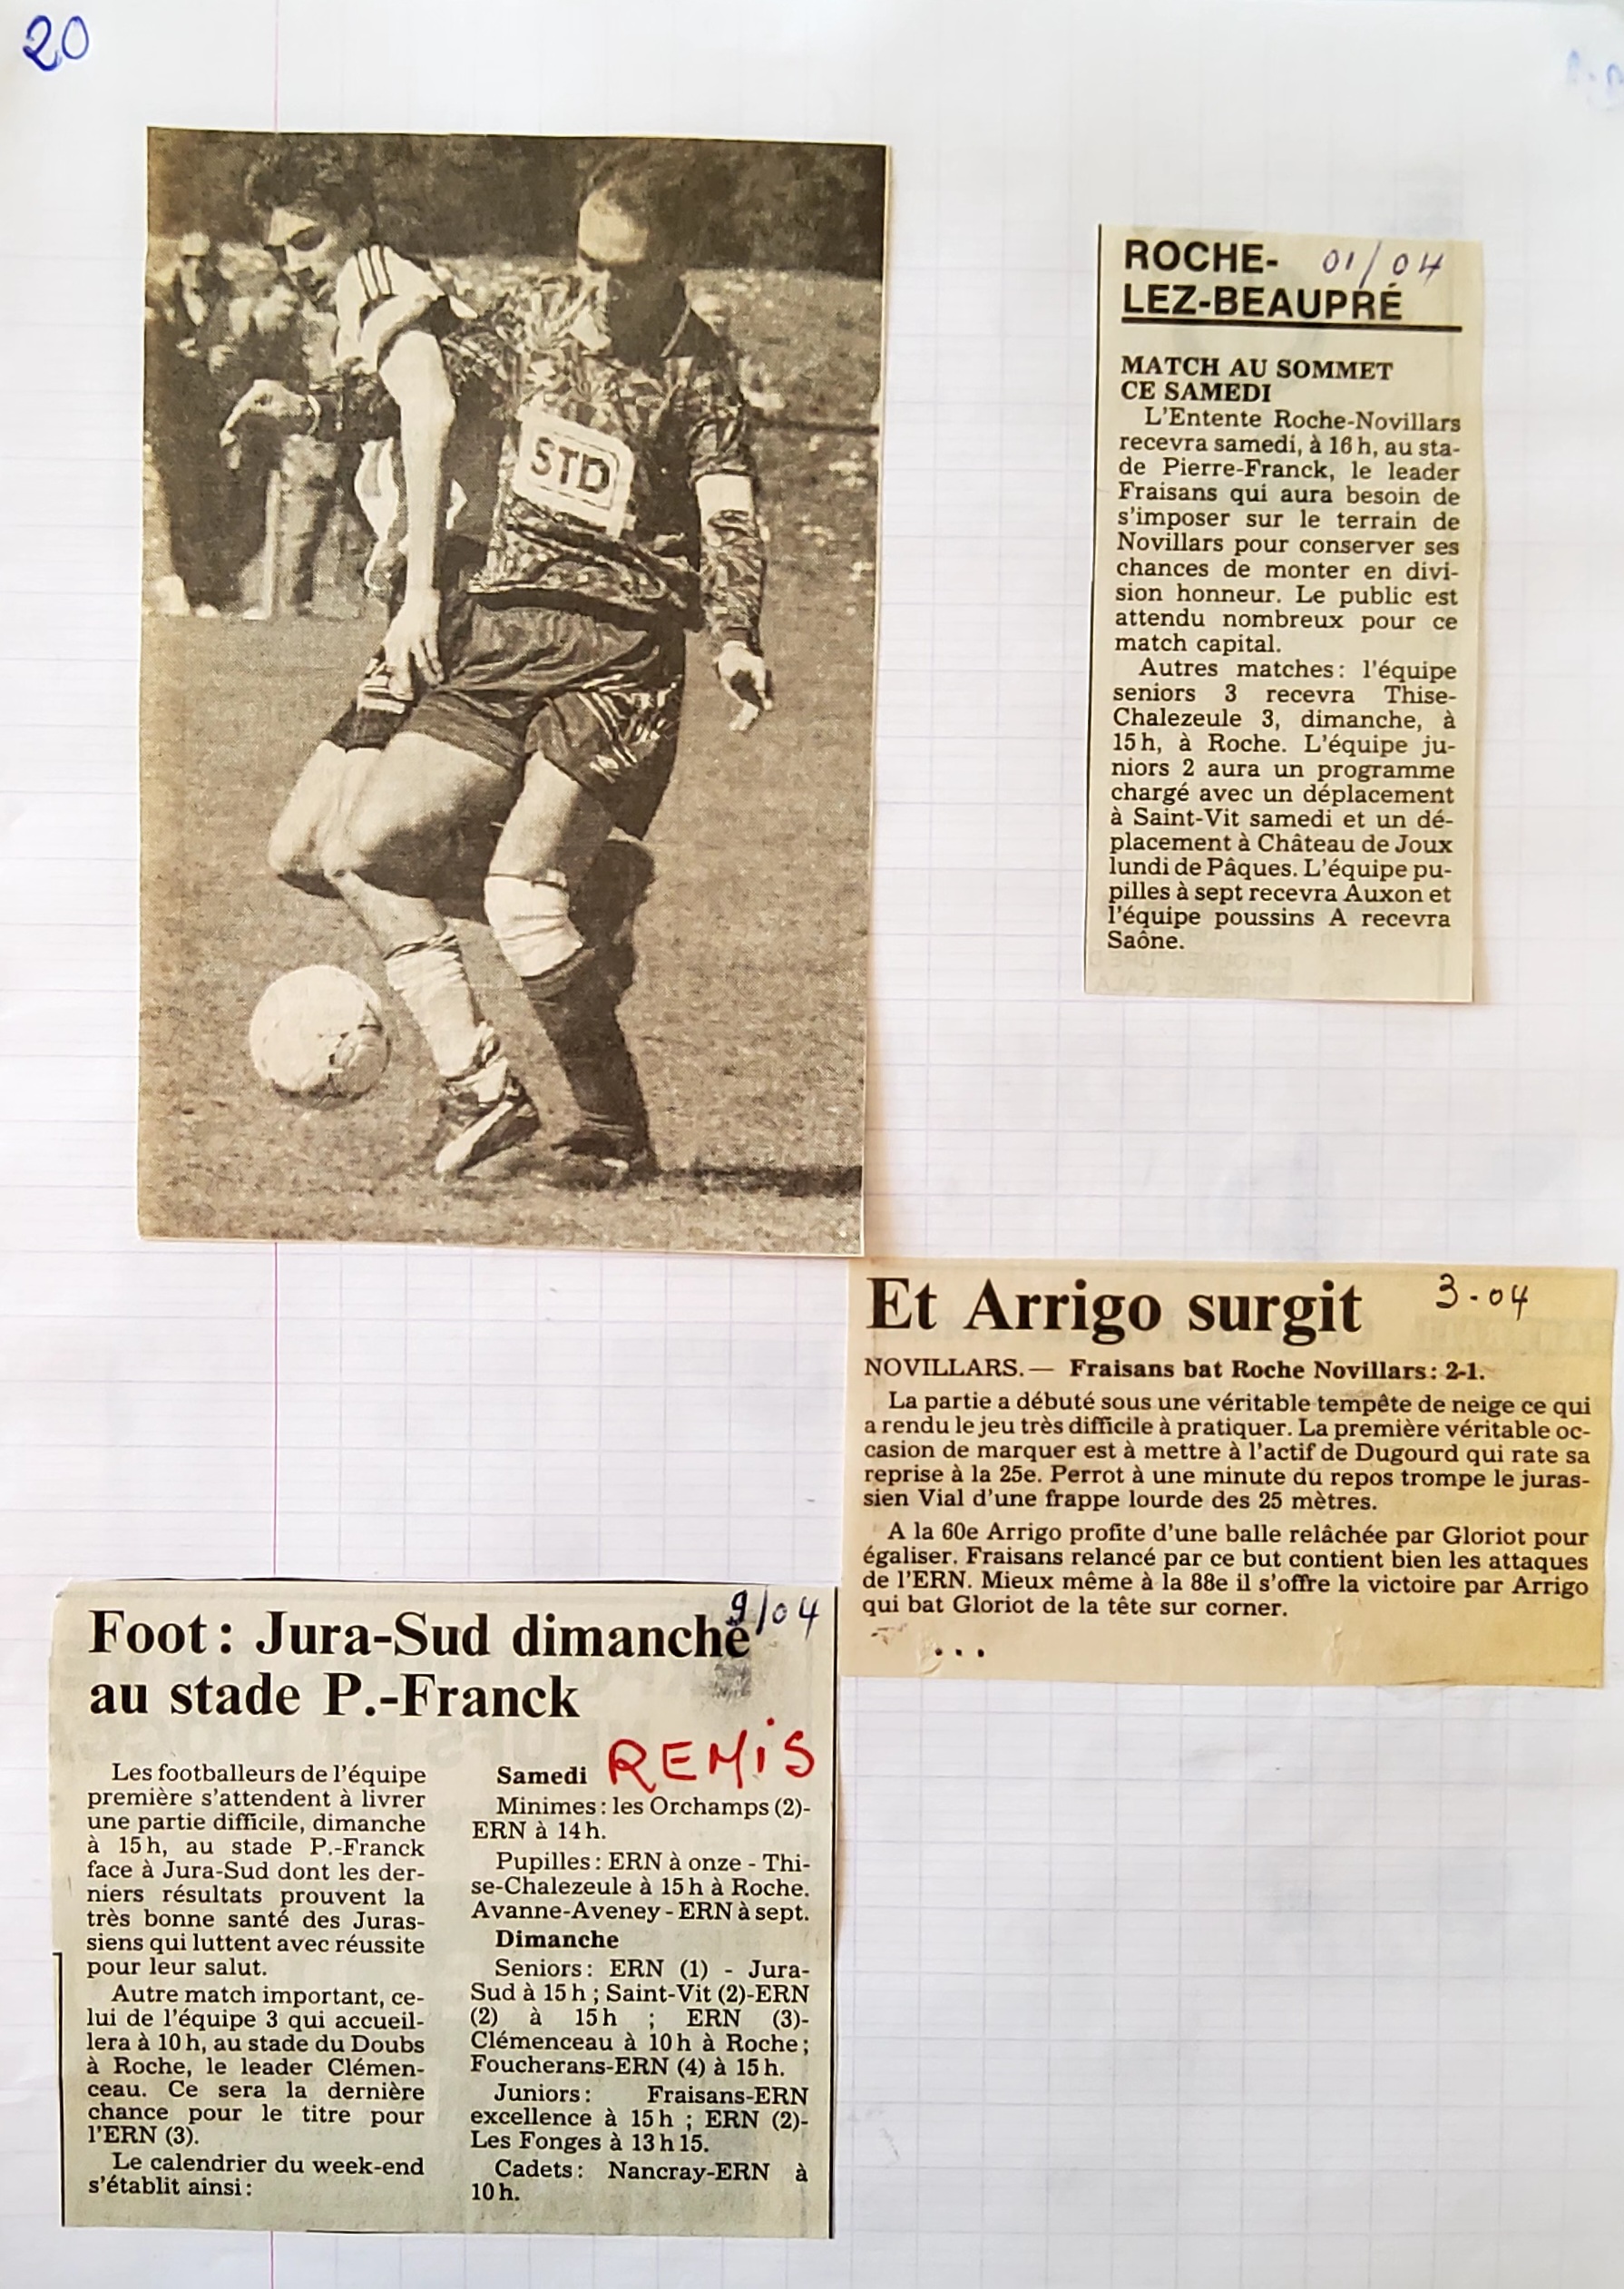 20
STD
ROCHE-
LEZ-BEAUPRÉ
01/04
MATCH AU SOMMET
CE SAMEDI
L'Entente Roche-Novillars
recevra samedi, à 16 h, au sta-
de Pierre-Franck, le leader
Fraisans qui aura besoin de
s'imposer sur le terrain de
Novillars pour conserver ses
chances de monter en divi-
sion honneur. Le public est
attendu nombreux pour ce
match capital.
Autres matches : l'équipe
seniors 3 recevra Thise-
Chalezeule 3, dimanche, à
15 h, à Roche. L'équipe ju-
niors 2 aura un programme
chargé avec un déplacement
à Saint-Vit samedi et un dé-
placement à Château de Joux
lundi de Pâques. L'équipe pu-
pilles à sept recevra Auxon et
l'équipe poussins A recevra
Saône.
Et Arrigo surgit
3-04
NOVILLARS. — Fraisans bat Roche Novillars : 2-1.
La partie a débuté sous une véritable tempête de neige ce qui
a rendu le jeu très difficile à pratiquer. La première véritable oc-
casion de marquer est à mettre à l'actif de Dugourd qui rate sa
reprise à la 25e. Perrot à une minute du repos trompe le juras-
sien Vial d'une frappe lourde des 25 mètres.
A la 60e Arrigo profite d'une balle relâchée par Gloriot pour
égaliser. Fraisans relancé par ce but contient bien les attaques
de l'ERN. Mieux même à la 88e il s'offre la victoire par Arrigo
qui bat Gloriot de la tête sur corner.
...
9/04
Foot : Jura-Sud dimanche
au stade P.-Franck
REMIS
Les footballeurs de l'équipe
première s'attendent à livrer
une partie difficile, dimanche
à 15 h, au stade P.-Franck
face à Jura-Sud dont les der-
niers résultats prouvent la
très bonne santé des Juras-
siens qui luttent avec réussite
pour leur salut.
Autre match important, ce-
lui de l'équipe 3 qui accueil-
lera à 10 h, au stade du Doubs
à Roche, le leader Clémen-
ceau. Ce sera la dernière
chance pour le titre pour
l'ERN (3).
Le calendrier du week-end
s'établit ainsi :
Samedi
Minimes : les Orchamps (2)-
ERN à 14 h.
Pupilles : ERN à onze - Thi-
se-Chalezeule à 15 h à Roche.
Avanne-Aveney - ERN à sept.
Dimanche
Seniors : ERN (1) - Jura-
Sud à 15 h ; Saint-Vit (2)-ERN
(2) à 15 h ; ERN (3)-
Clémenceau à 10 h à Roche ;
Foucherans-ERN (4) à 15 h.
Juniors : Fraisans-ERN
excellence à 15 h ; ERN (2)-
Les Fonges à 13 h 15.
Cadets : Nancray-ERN à
10 h.